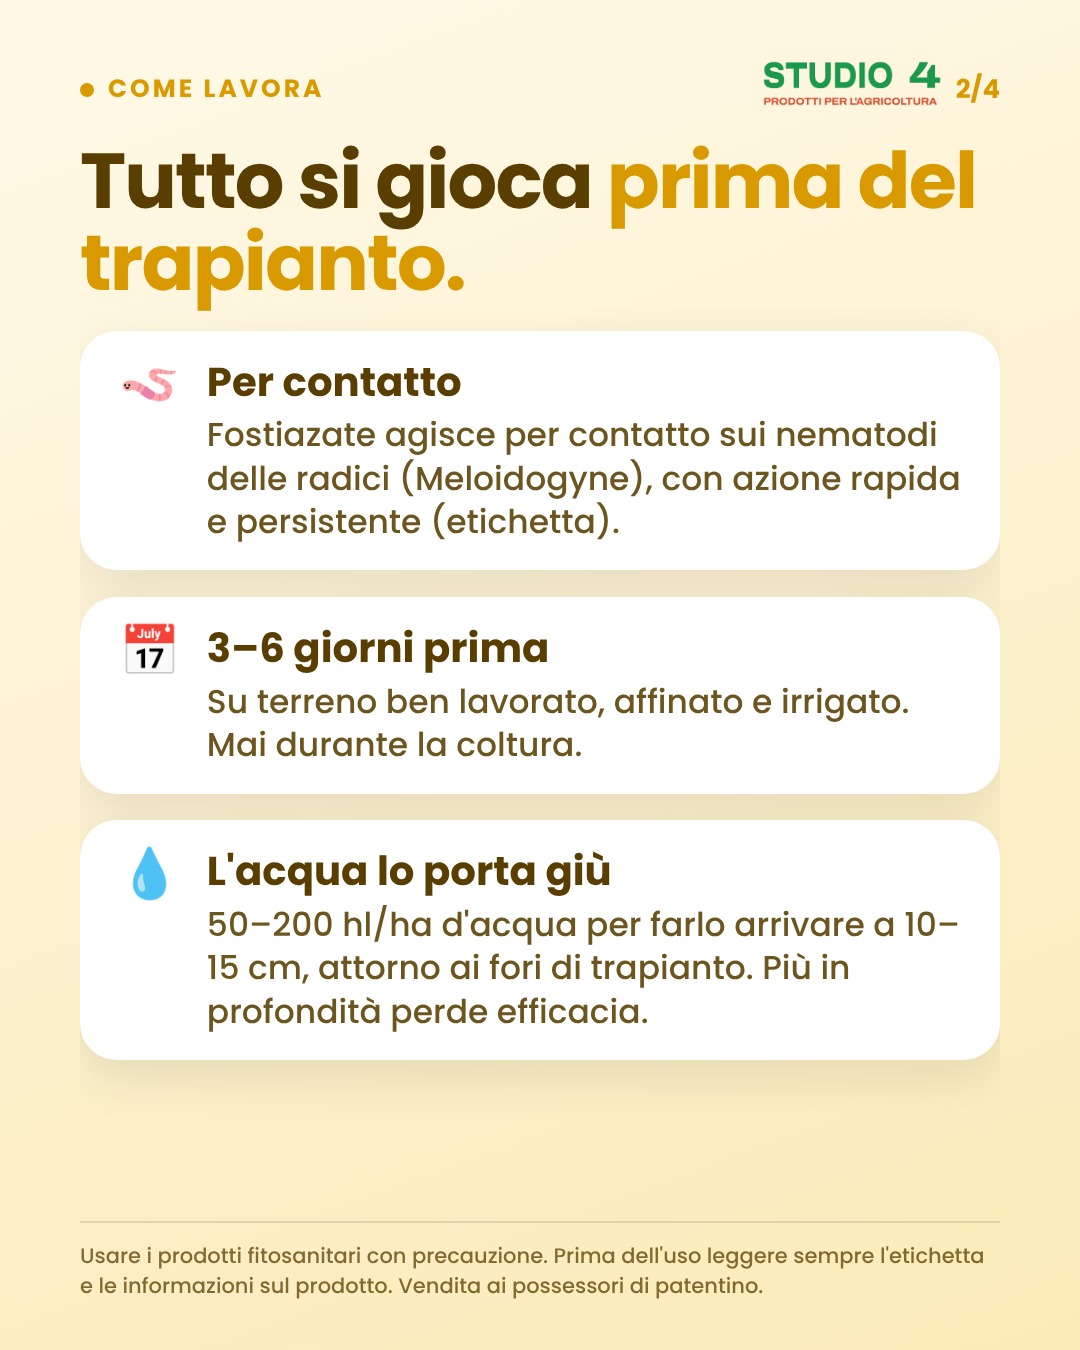 COME LAVORA
STUDIO 4
PRODOTTI PER L'AGRICOLTURA
2/4
Tutto si gioca prima del
trapianto.
Per contatto
Fostiazate agisce per contatto sui nematodi
delle radici (Meloidogyne), con azione rapida
e persistente (etichetta).
July
17
3–6 giorni prima
Su terreno ben lavorato, affinato e irrigato.
Mai durante la coltura.
L'acqua lo porta giù
50–200 hl/ha d'acqua per farlo arrivare a 10–
15 cm, attorno ai fori di trapianto. Più in
profondità perde efficacia.
Usare i prodotti fitosanitari con precauzione. Prima dell'uso leggere sempre l'etichetta
e le informazioni sul prodotto. Vendita ai possessori di patentino.